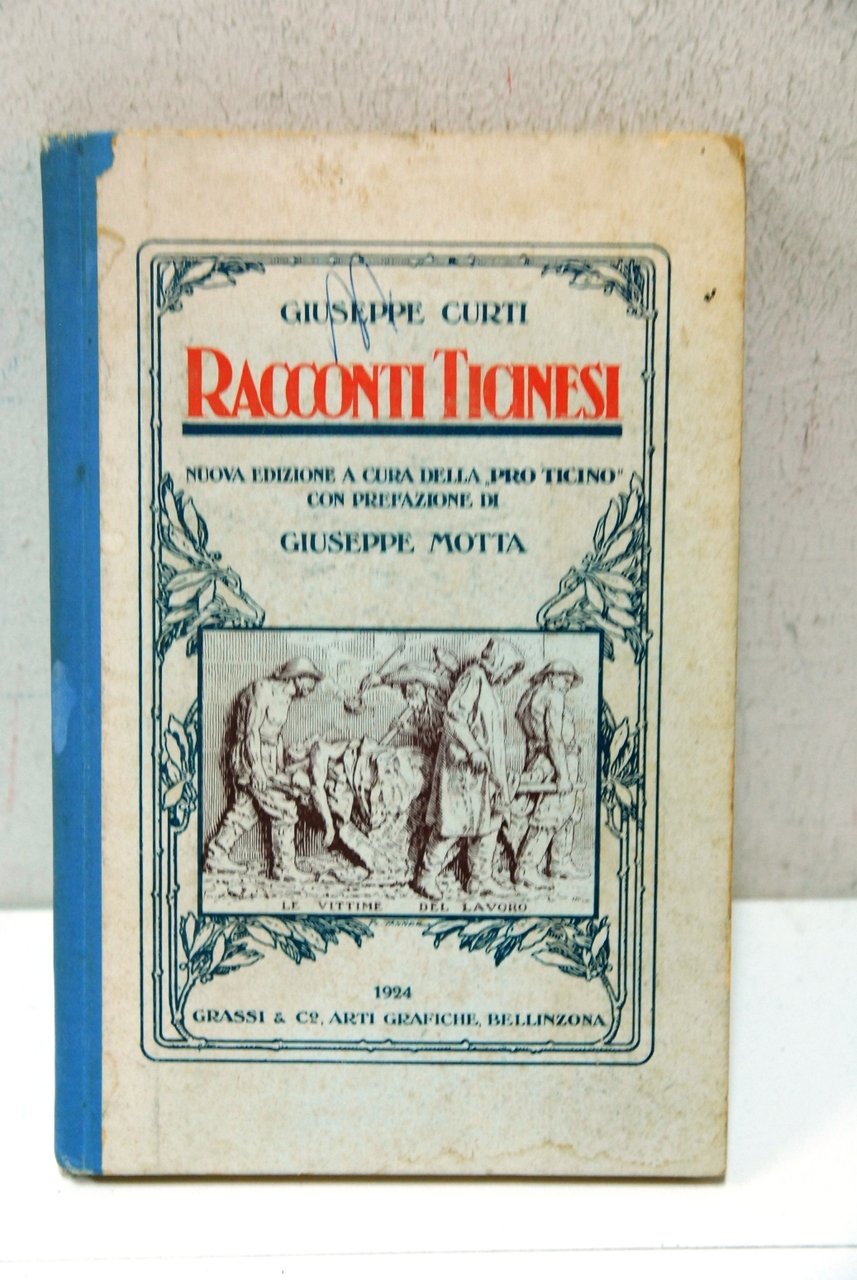 GIUSEPPE CURTI
RACCONTI TICINESI
NUOVA EDIZIONE A CURA DELLA „PRO TICINO"
CON PREFAZIONE DI
GIUSEPPE MOTTA
LE VITTIME DEL LAVORO
1924
GRASSI & Cº, ARTI GRAFICHE, BELLINZONA